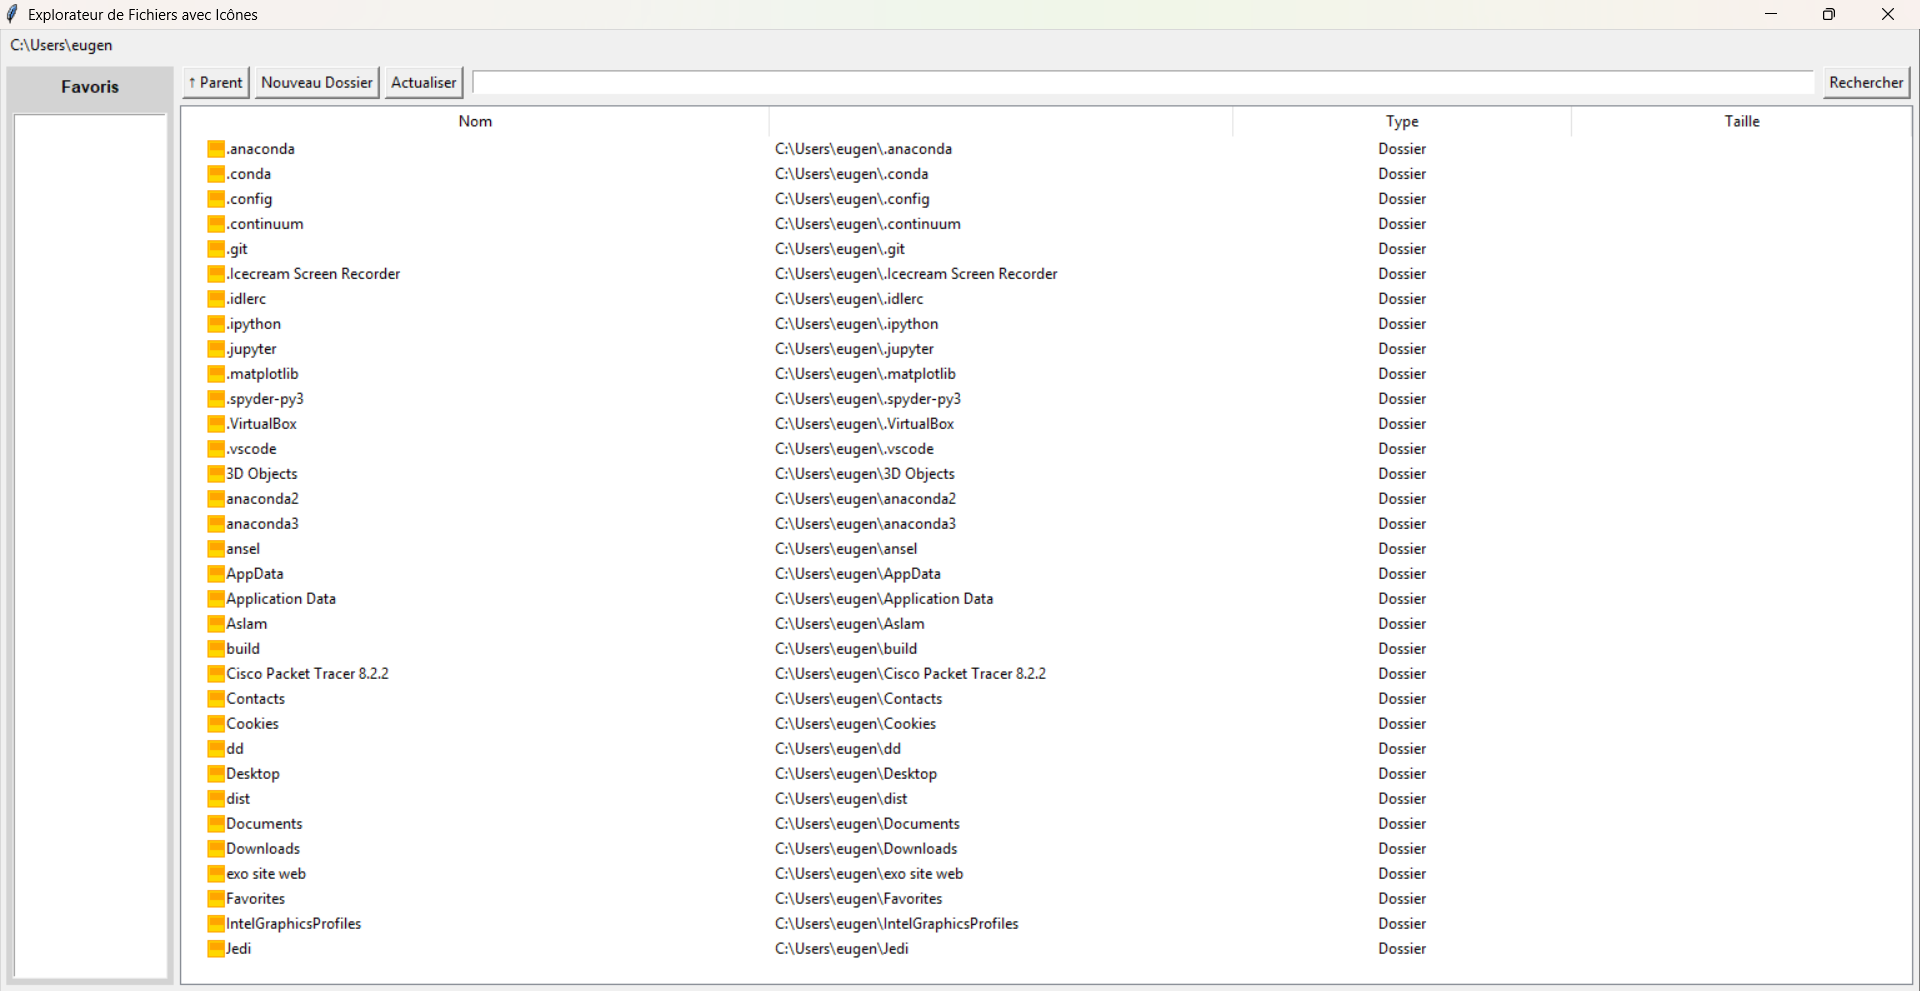 Explorateur de Fichiers avec Icônes
C:\Users\eugen
Favoris
↑ Parent Nouveau Dossier Actualiser Rechercher
Nom Type Taille
.anaconda C:\Users\eugen\.anaconda Dossier
.conda C:\Users\eugen\.conda Dossier
.config C:\Users\eugen\.config Dossier
.continuum C:\Users\eugen\.continuum Dossier
.git C:\Users\eugen\.git Dossier
.Icecream Screen Recorder C:\Users\eugen\.Icecream Screen Recorder Dossier
.idlerc C:\Users\eugen\.idlerc Dossier
.ipython C:\Users\eugen\.ipython Dossier
.jupyter C:\Users\eugen\.jupyter Dossier
.matplotlib C:\Users\eugen\.matplotlib Dossier
.spyder-py3 C:\Users\eugen\.spyder-py3 Dossier
.VirtualBox C:\Users\eugen\.VirtualBox Dossier
.vscode C:\Users\eugen\.vscode Dossier
3D Objects C:\Users\eugen\3D Objects Dossier
anaconda2 C:\Users\eugen\anaconda2 Dossier
anaconda3 C:\Users\eugen\anaconda3 Dossier
ansel C:\Users\eugen\ansel Dossier
AppData C:\Users\eugen\AppData Dossier
Application Data C:\Users\eugen\Application Data Dossier
Aslam C:\Users\eugen\Aslam Dossier
build C:\Users\eugen\build Dossier
Cisco Packet Tracer 8.2.2 C:\Users\eugen\Cisco Packet Tracer 8.2.2 Dossier
Contacts C:\Users\eugen\Contacts Dossier
Cookies C:\Users\eugen\Cookies Dossier
dd C:\Users\eugen\dd Dossier
Desktop C:\Users\eugen\Desktop Dossier
dist C:\Users\eugen\dist Dossier
Documents C:\Users\eugen\Documents Dossier
Downloads C:\Users\eugen\Downloads Dossier
exo site web C:\Users\eugen\exo site web Dossier
Favorites C:\Users\eugen\Favorites Dossier
IntelGraphicsProfiles C:\Users\eugen\IntelGraphicsProfiles Dossier
Jedi C:\Users\eugen\Jedi Dossier